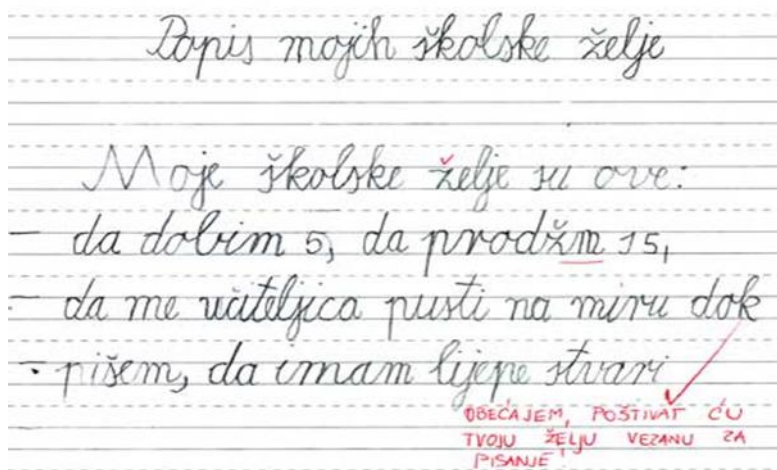 Popis mojih školske želje
Moje školske želje su ove:
- da dobim 5, da prodžm 15,
- da me učiteljica pusti na miru dok
- pišem, da imam lijepe stvari
OBEĆAJEM, POŠTIVAT ĆU
TVOJU ŽELJU VEZANU ZA
PISANJE!